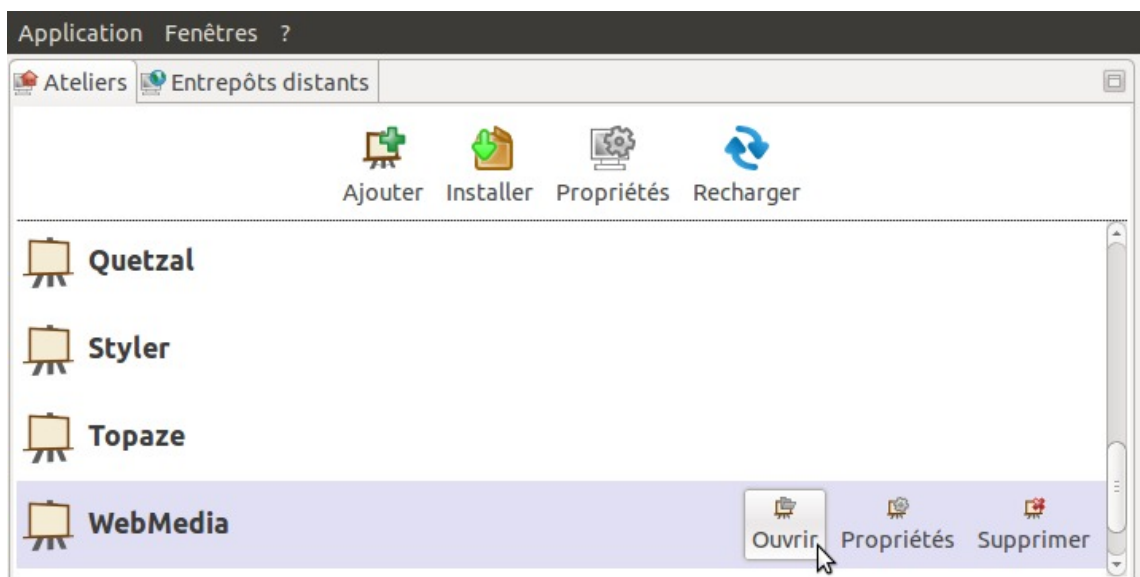 Application Fenêtres ?
Ateliers Entrepôts distants
Ajouter Installer Propriétés Recharger
Quetzal
Styler
Topaze
WebMedia
Ouvrir Propriétés Supprimer